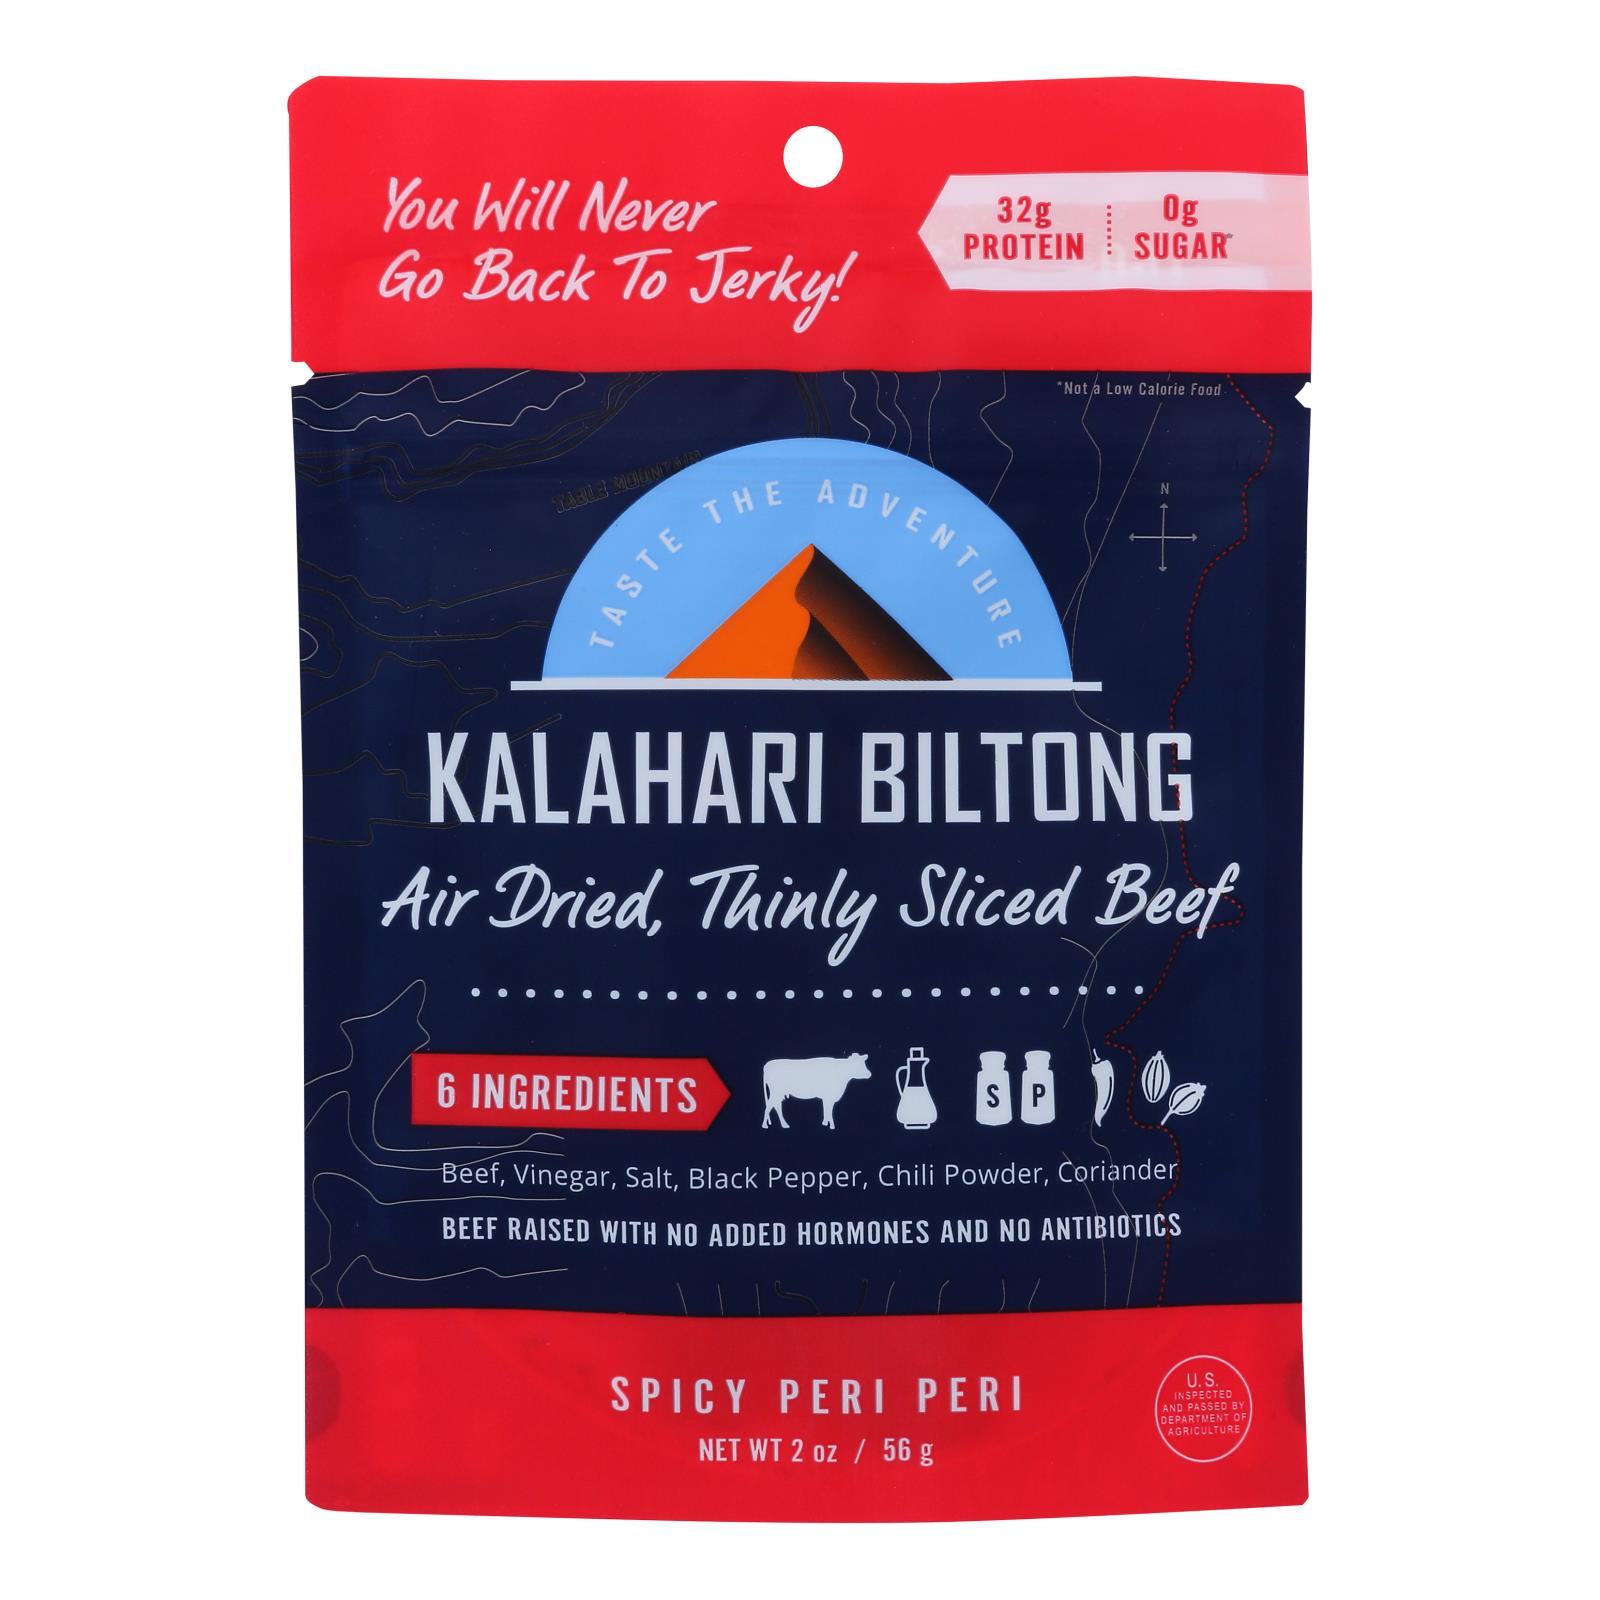 You Will Never
Go Back To Jerky!
32g
PROTEIN
0g
SUGAR*
*Not a Low Calorie Food
TABLE MOUNTAIN
N
TASTE THE ADVENTURE
KALAHARI BILTONG
Air Dried, Thinly Sliced Beef
6 INGREDIENTS
S P
Beef, Vinegar, Salt, Black Pepper, Chili Powder, Coriander
BEEF RAISED WITH NO ADDED HORMONES AND NO ANTIBIOTICS
SPICY PERI PERI
NET WT 2 oz / 56 g
U.S.
INSPECTED
AND PASSED BY
DEPARTMENT OF
AGRICULTURE